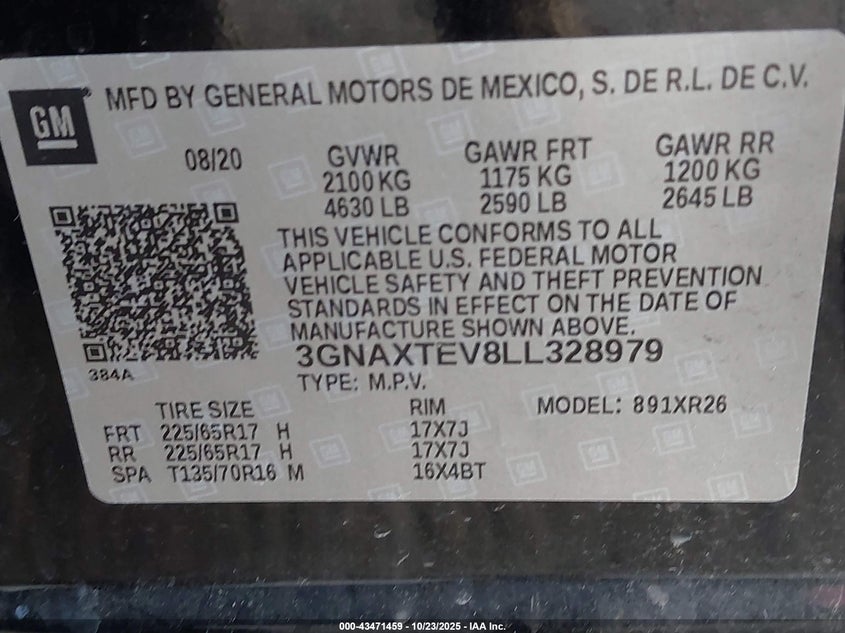 GM ® MFD BY GENERAL MOTORS DE MEXICO, S. DE R.L. DE C.V.
08/20 GVWR GAWR FRT GAWR RR
2100 KG 1175 KG 1200 KG
4630 LB 2590 LB 2645 LB
THIS VEHICLE CONFORMS TO ALL
APPLICABLE U.S. FEDERAL MOTOR
VEHICLE SAFETY AND THEFT PREVENTION
STANDARDS IN EFFECT ON THE DATE OF
MANUFACTURE SHOWN ABOVE.
3GNAXTEV8LL328979
384A
TYPE: M.P.V.
TIRE SIZE RIM MODEL: 891XR26
FRT 225/65R17 H 17X7J
RR 225/65R17 H 17X7J
SPA T135/70R16 M 16X4BT
000-43471459 - 10/23/2025 - IAA Inc.